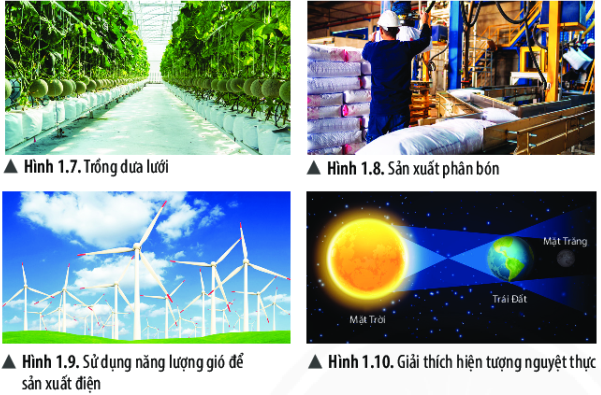 ▲ Hình 1.7. Trồng dưa lưới
▲ Hình 1.8. Sản xuất phân bón
Mặt Trăng
Trái Đất
Mặt Trời
▲ Hình 1.9. Sử dụng năng lượng gió để
sản xuất điện
▲ Hình 1.10. Giải thích hiện tượng nguyệt thực